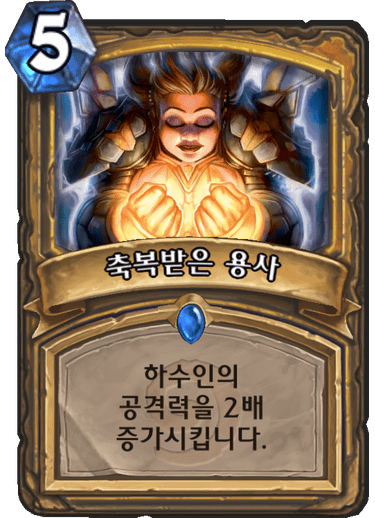 5
축복받은 용사
하수인의
공격력을 2배
증가시킵니다.